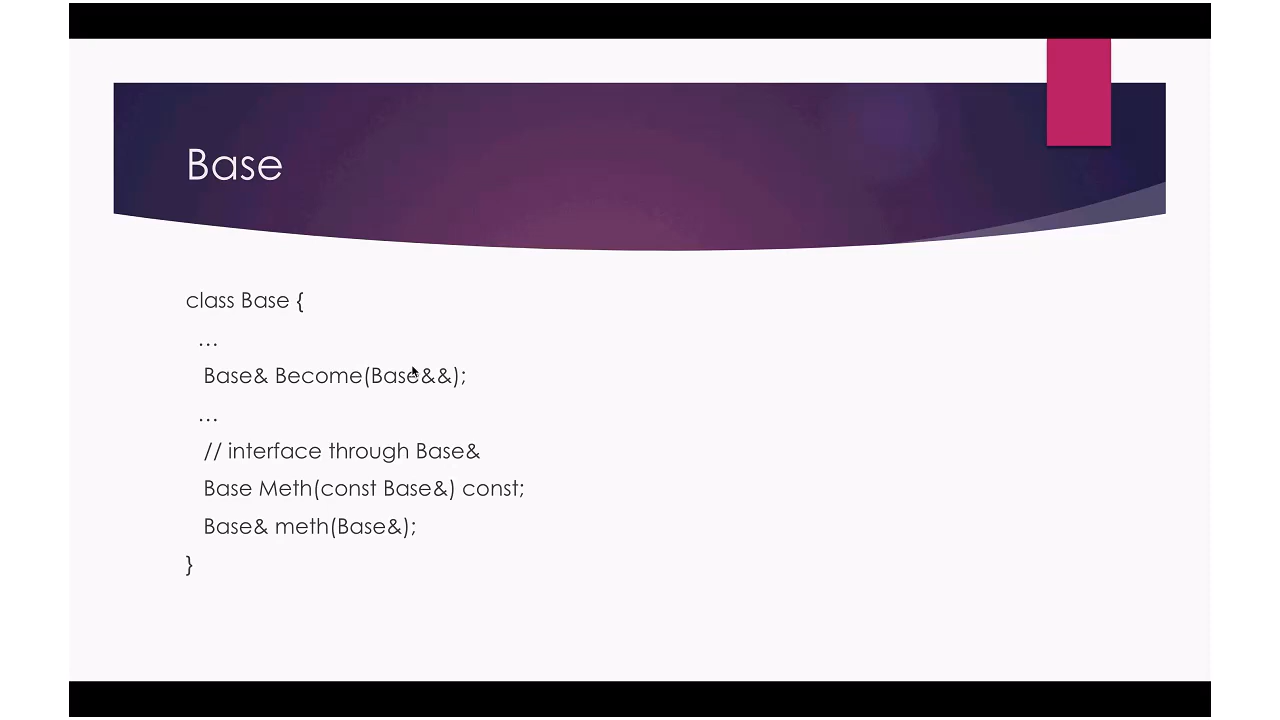 Base
class Base {
…
Base& Become(Base&&);
…
// interface through Base&
Base Meth(const Base&) const;
Base& meth(Base&);
}